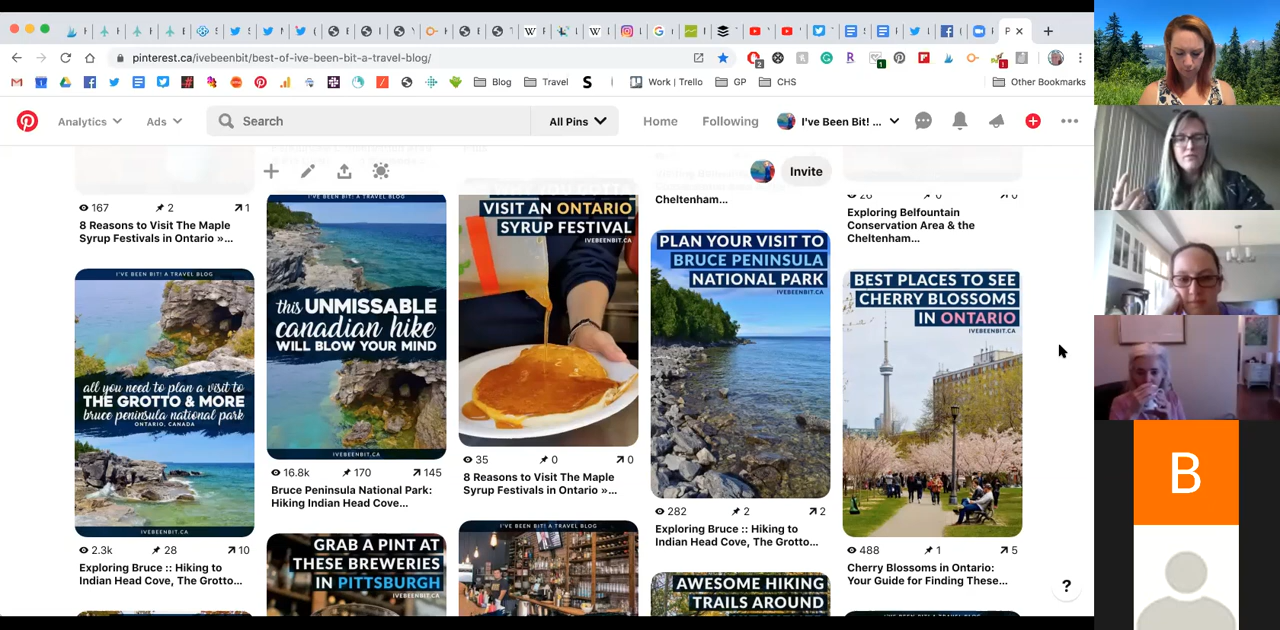 pinterest.ca/ivebeenbit/best-of-ive-been-bit-a-travel-blog/
Blog
Travel
Work | Trello
GP
CHS
Other Bookmarks
Analytics
Ads
Search
All Pins
Home
Following
I've Been Bit! ...
Invite
167 2 1
8 Reasons to Visit The Maple
Syrup Festivals in Ontario »...
I'VE BEEN BIT! A TRAVEL BLOG
all you need to plan a visit to
THE GROTTO & MORE
bruce peninsula national park
ONTARIO, CANADA
IVEBEENBIT.CA
2.3k 28 10
Exploring Bruce :: Hiking to
Indian Head Cove, The Grotto...
I'VE BEEN BIT! A TRAVEL BLOG
this UNMISSABLE
canadian hike
WILL BLOW YOUR MIND
IVEBEENBIT.CA
16.8k 170 145
Bruce Peninsula National Park:
Hiking Indian Head Cove...
GRAB A PINT AT
THESE BREWERIES
IN PITTSBURGH
IVEBEENBIT.CA
VISIT AN ONTARIO
SYRUP FESTIVAL
IVEBEENBIT.CA
35 0 0
8 Reasons to Visit The Maple
Syrup Festivals in Ontario »...
I'VE BEEN BIT! A TRAVEL BLOG
Cheltenham...
PLAN YOUR VISIT TO
BRUCE PENINSULA
NATIONAL PARK
IVEBEENBIT.CA
282 2 2
Exploring Bruce :: Hiking to
Indian Head Cove, The Grotto...
AWESOME HIKING
TRAILS AROUND
26 0 0
Exploring Belfountain
Conservation Area & the
Cheltenham...
BEST PLACES TO SEE
CHERRY BLOSSOMS
IN ONTARIO
IVEBEENBIT.CA
488 1 5
Cherry Blossoms in Ontario:
Your Guide for Finding These...
?
B